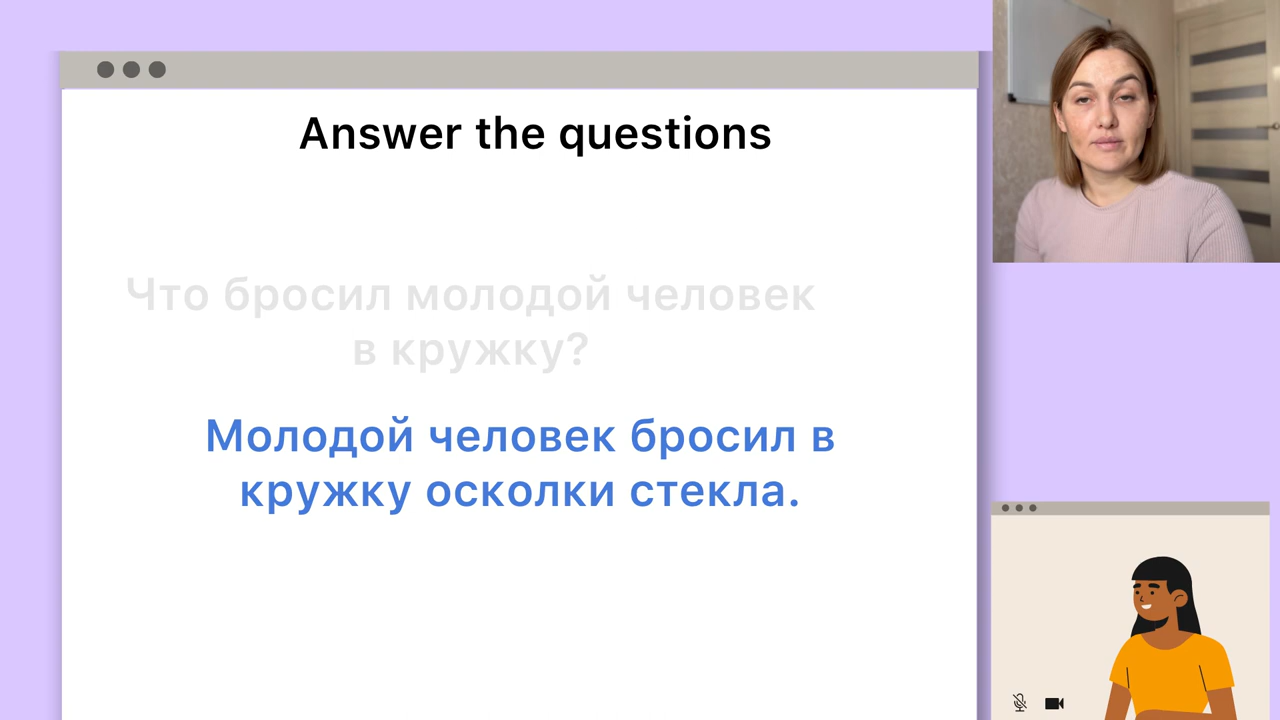 Answer the questions
Что бросил молодой человек
в кружку?
Молодой человек бросил в
кружку осколки стекла.